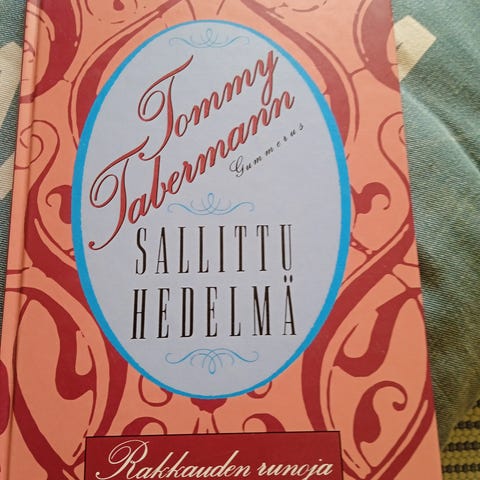 Tommy
Tabermann
Gummerus
SALLITTU
HEDELMÄ
Rakkauden runoja